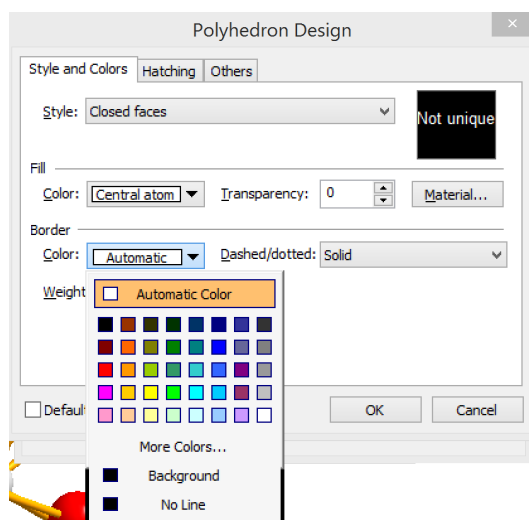 Polyhedron Design ×
Style and Colors Hatching Others
Style: Closed faces
Not unique
Fill
Color: Central atom Transparency: 0 Material...
Border
Color: Automatic Dashed/dotted: Solid
Weight
Automatic Color
Defaul OK Cancel
More Colors...
Background
No Line